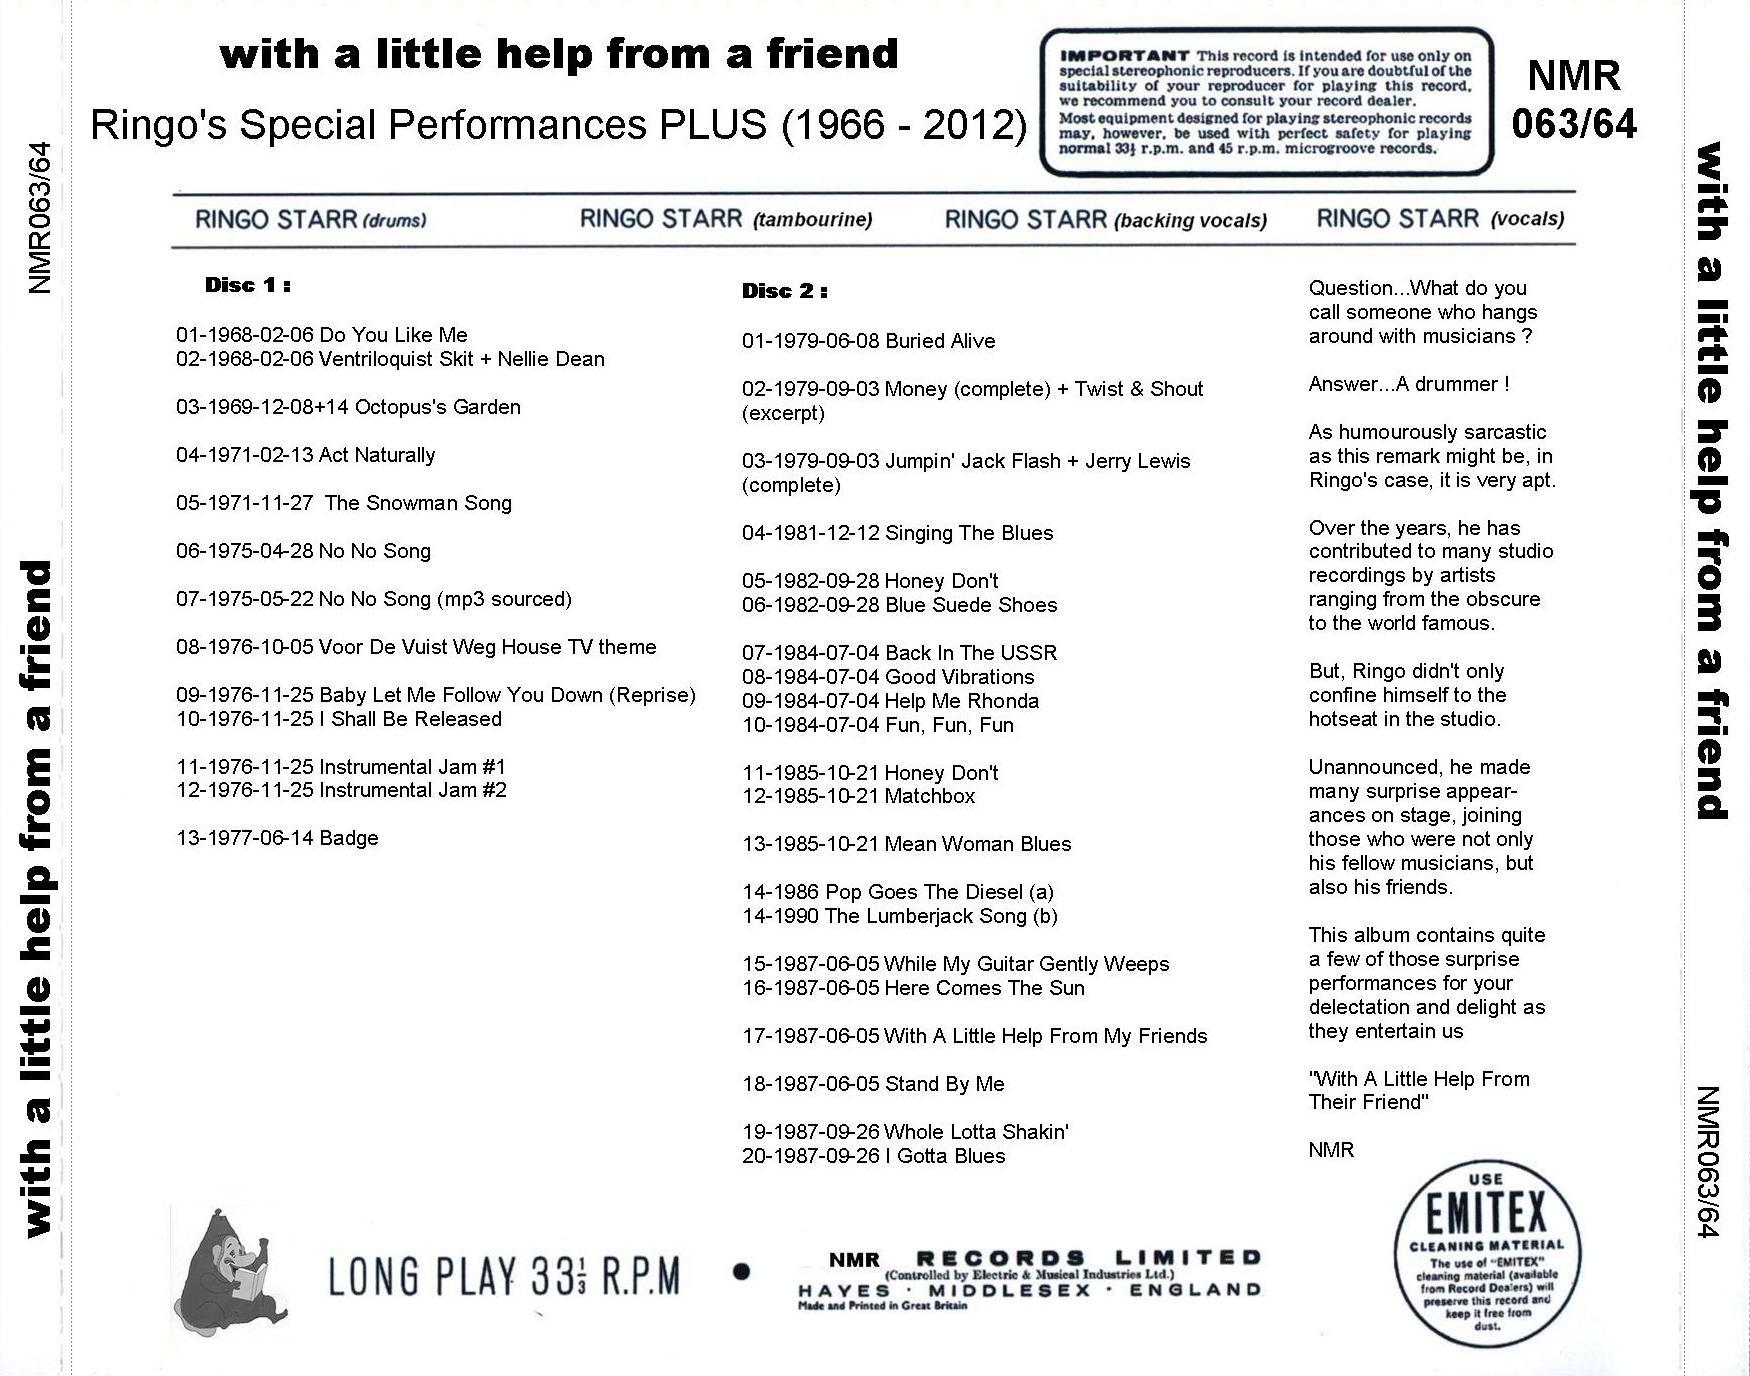 with a little help from a friend
Ringo's Special Performances PLUS (1966 - 2012)
IMPORTANT This record is intended for use only on
special stereophonic reproducers. If you are doubtful of the
suitability of your reproducer for playing this record,
we recommend you to consult your record dealer.
Most equipment designed for playing stereophonic records
may, however, be used with perfect safety for playing
normal 33⅓ r.p.m. and 45 r.p.m. microgroove records.
NMR
063/64
NMR063/64
with a little help from a friend
RINGO STARR (drums) RINGO STARR (tambourine) RINGO STARR (backing vocals) RINGO STARR (vocals)
Disc 1 :
01-1968-02-06 Do You Like Me
02-1968-02-06 Ventriloquist Skit + Nellie Dean
03-1969-12-08+14 Octopus's Garden
04-1971-02-13 Act Naturally
05-1971-11-27 The Snowman Song
06-1975-04-28 No No Song
07-1975-05-22 No No Song (mp3 sourced)
08-1976-10-05 Voor De Vuist Weg House TV theme
09-1976-11-25 Baby Let Me Follow You Down (Reprise)
10-1976-11-25 I Shall Be Released
11-1976-11-25 Instrumental Jam #1
12-1976-11-25 Instrumental Jam #2
13-1977-06-14 Badge
Disc 2 :
01-1979-06-08 Buried Alive
02-1979-09-03 Money (complete) + Twist & Shout
(excerpt)
03-1979-09-03 Jumpin' Jack Flash + Jerry Lewis
(complete)
04-1981-12-12 Singing The Blues
05-1982-09-28 Honey Don't
06-1982-09-28 Blue Suede Shoes
07-1984-07-04 Back In The USSR
08-1984-07-04 Good Vibrations
09-1984-07-04 Help Me Rhonda
10-1984-07-04 Fun, Fun, Fun
11-1985-10-21 Honey Don't
12-1985-10-21 Matchbox
13-1985-10-21 Mean Woman Blues
14-1986 Pop Goes The Diesel (a)
14-1990 The Lumberjack Song (b)
15-1987-06-05 While My Guitar Gently Weeps
16-1987-06-05 Here Comes The Sun
17-1987-06-05 With A Little Help From My Friends
18-1987-06-05 Stand By Me
19-1987-09-26 Whole Lotta Shakin'
20-1987-09-26 I Gotta Blues
Question...What do you
call someone who hangs
around with musicians ?
Answer...A drummer !
As humourously sarcastic
as this remark might be, in
Ringo's case, it is very apt.
Over the years, he has
contributed to many studio
recordings by artists
ranging from the obscure
to the world famous.
But, Ringo didn't only
confine himself to the
hotseat in the studio.
Unannounced, he made
many surprise appear-
ances on stage, joining
those who were not only
his fellow musicians, but
also his friends.
This album contains quite
a few of those surprise
performances for your
delectation and delight as
they entertain us
"With A Little Help From
Their Friend"
NMR
with a little help from a friend
NMR063/64
LONG PLAY 33⅓ R.P.M
NMR RECORDS LIMITED
(Controlled by Electric & Musical Industries Ltd.)
HAYES · MIDDLESEX · ENGLAND
Made and Printed in Great Britain
USE
EMITEX
CLEANING MATERIAL
The use of "EMITEX"
cleaning material (available
from Record Dealers) will
preserve this record and
keep it free from
dust.